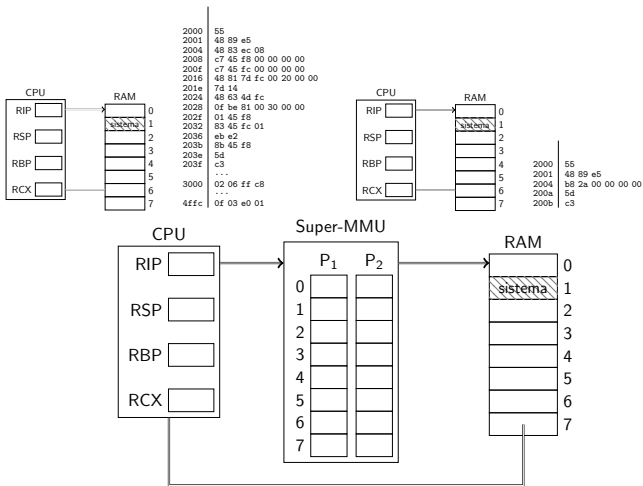 2000 55
2001 48 89 e5
2004 48 83 ec 08
2008 c7 45 f8 00 00 00 00
200f c7 45 fc 00 00 00 00
2016 48 81 7d fc 00 20 00 00
201e 7d 14
2024 48 63 4d fc
2028 0f be 81 00 30 00 00
202f 01 45 f8
2032 83 45 fc 01
2036 eb e2
203b 8b 45 f8
203e 5d
203f c3
...
3000 02 06 ff c8
...
4ffc 0f 03 e0 01
CPU
RIP
RSP
RBP
RCX
RAM
0
sistema 1
2
3
4
5
6
7
CPU
RIP
RSP
RBP
RCX
RAM
0
sistema 1
2
3
4
5
6
7
2000 55
2001 48 89 e5
2004 b8 2a 00 00 00 00
200a 5d
200b c3
CPU
RIP
RSP
RBP
RCX
Super-MMU
P1 P2
0
1
2
3
4
5
6
7
RAM
0
sistema 1
2
3
4
5
6
7